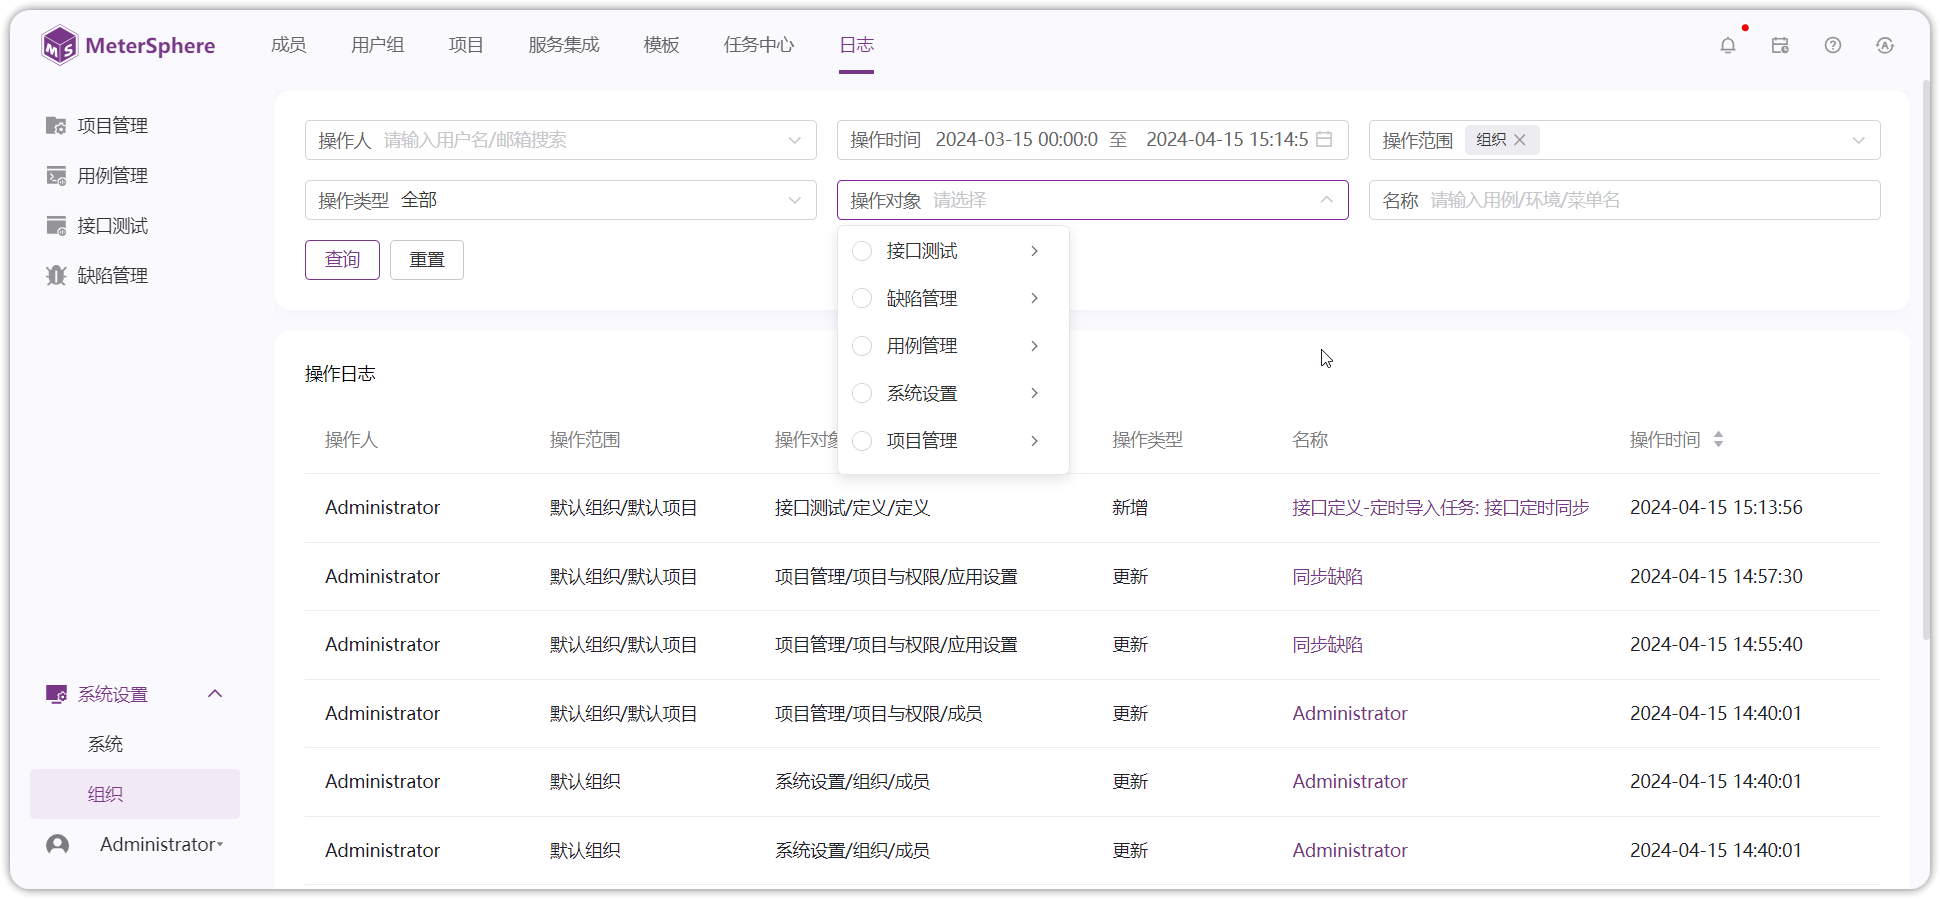 MeterSphere 成员 用户组 项目 服务集成 模板 任务中心 日志
项目管理
用例管理
接口测试
缺陷管理
操作人 请输入用户名/邮箱搜索 操作时间 2024-03-15 00:00:0 至 2024-04-15 15:14:5 操作范围 组织
操作类型 全部 操作对象 请选择 名称 请输入用例/环境/菜单名
查询 重置
接口测试
缺陷管理
用例管理
系统设置
项目管理
操作日志
操作人 操作范围 操作对象 操作类型 名称 操作时间
Administrator 默认组织/默认项目 接口测试/定义/定义 新增 接口定义-定时导入任务: 接口定时同步 2024-04-15 15:13:56
Administrator 默认组织/默认项目 项目管理/项目与权限/应用设置 更新 同步缺陷 2024-04-15 14:57:30
Administrator 默认组织/默认项目 项目管理/项目与权限/应用设置 更新 同步缺陷 2024-04-15 14:55:40
Administrator 默认组织/默认项目 项目管理/项目与权限/成员 更新 Administrator 2024-04-15 14:40:01
Administrator 默认组织 系统设置/组织/成员 更新 Administrator 2024-04-15 14:40:01
Administrator 默认组织 系统设置/组织/成员 更新 Administrator 2024-04-15 14:40:01
系统设置
系统
组织
Administrator